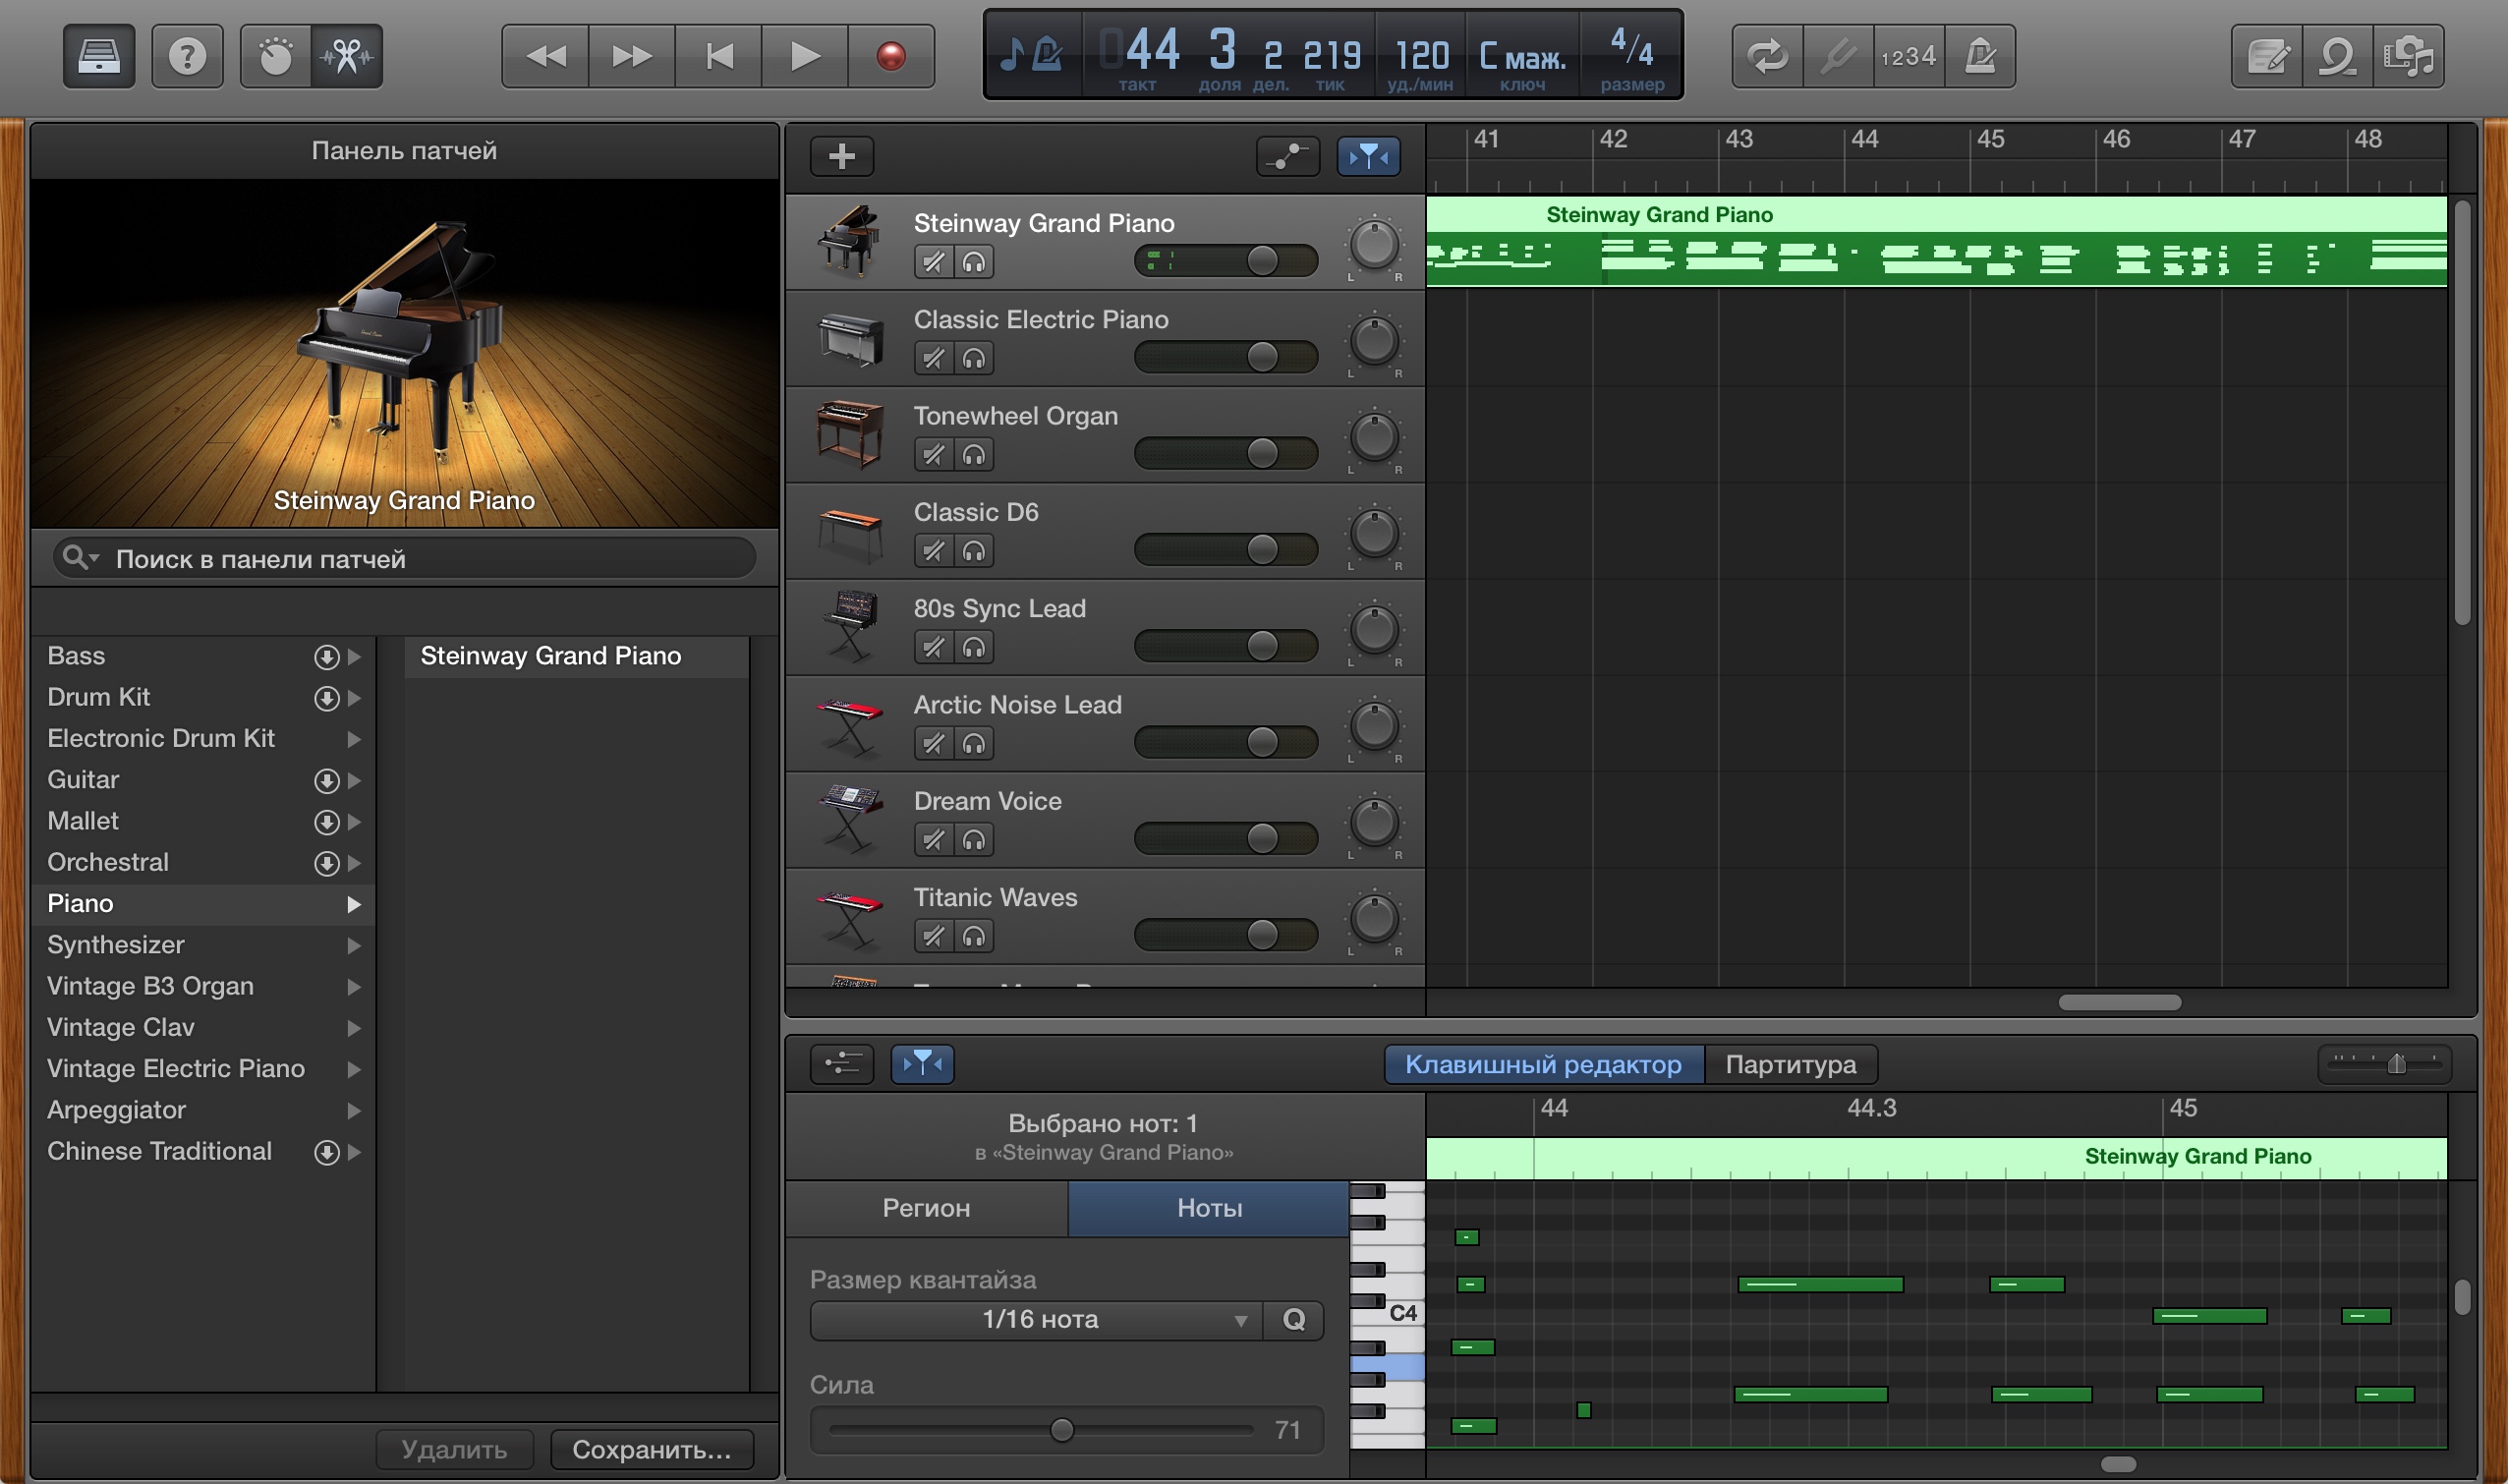 1234
044 3 2 219 120 C маж. 4/4
такт доля дел. тик уд./мин ключ размер
Панель патчей
Steinway Grand Piano
Поиск в панели патчей
Bass
Drum Kit
Electronic Drum Kit
Guitar
Mallet
Orchestral
Piano
Synthesizer
Vintage B3 Organ
Vintage Clav
Vintage Electric Piano
Arpeggiator
Chinese Traditional
Steinway Grand Piano
Удалить
Сохранить...
41 42 43 44 45 46 47 48
Steinway Grand Piano
L R
Steinway Grand Piano
Classic Electric Piano
L R
Tonewheel Organ
L R
Classic D6
L R
80s Sync Lead
L R
Arctic Noise Lead
L R
Dream Voice
L R
Titanic Waves
L R
Клавишный редактор
Партитура
Выбрано нот: 1
в «Steinway Grand Piano»
44 44.3 45
Steinway Grand Piano
Регион
Ноты
Размер квантайза
1/16 нота
Q
C4
Сила
71